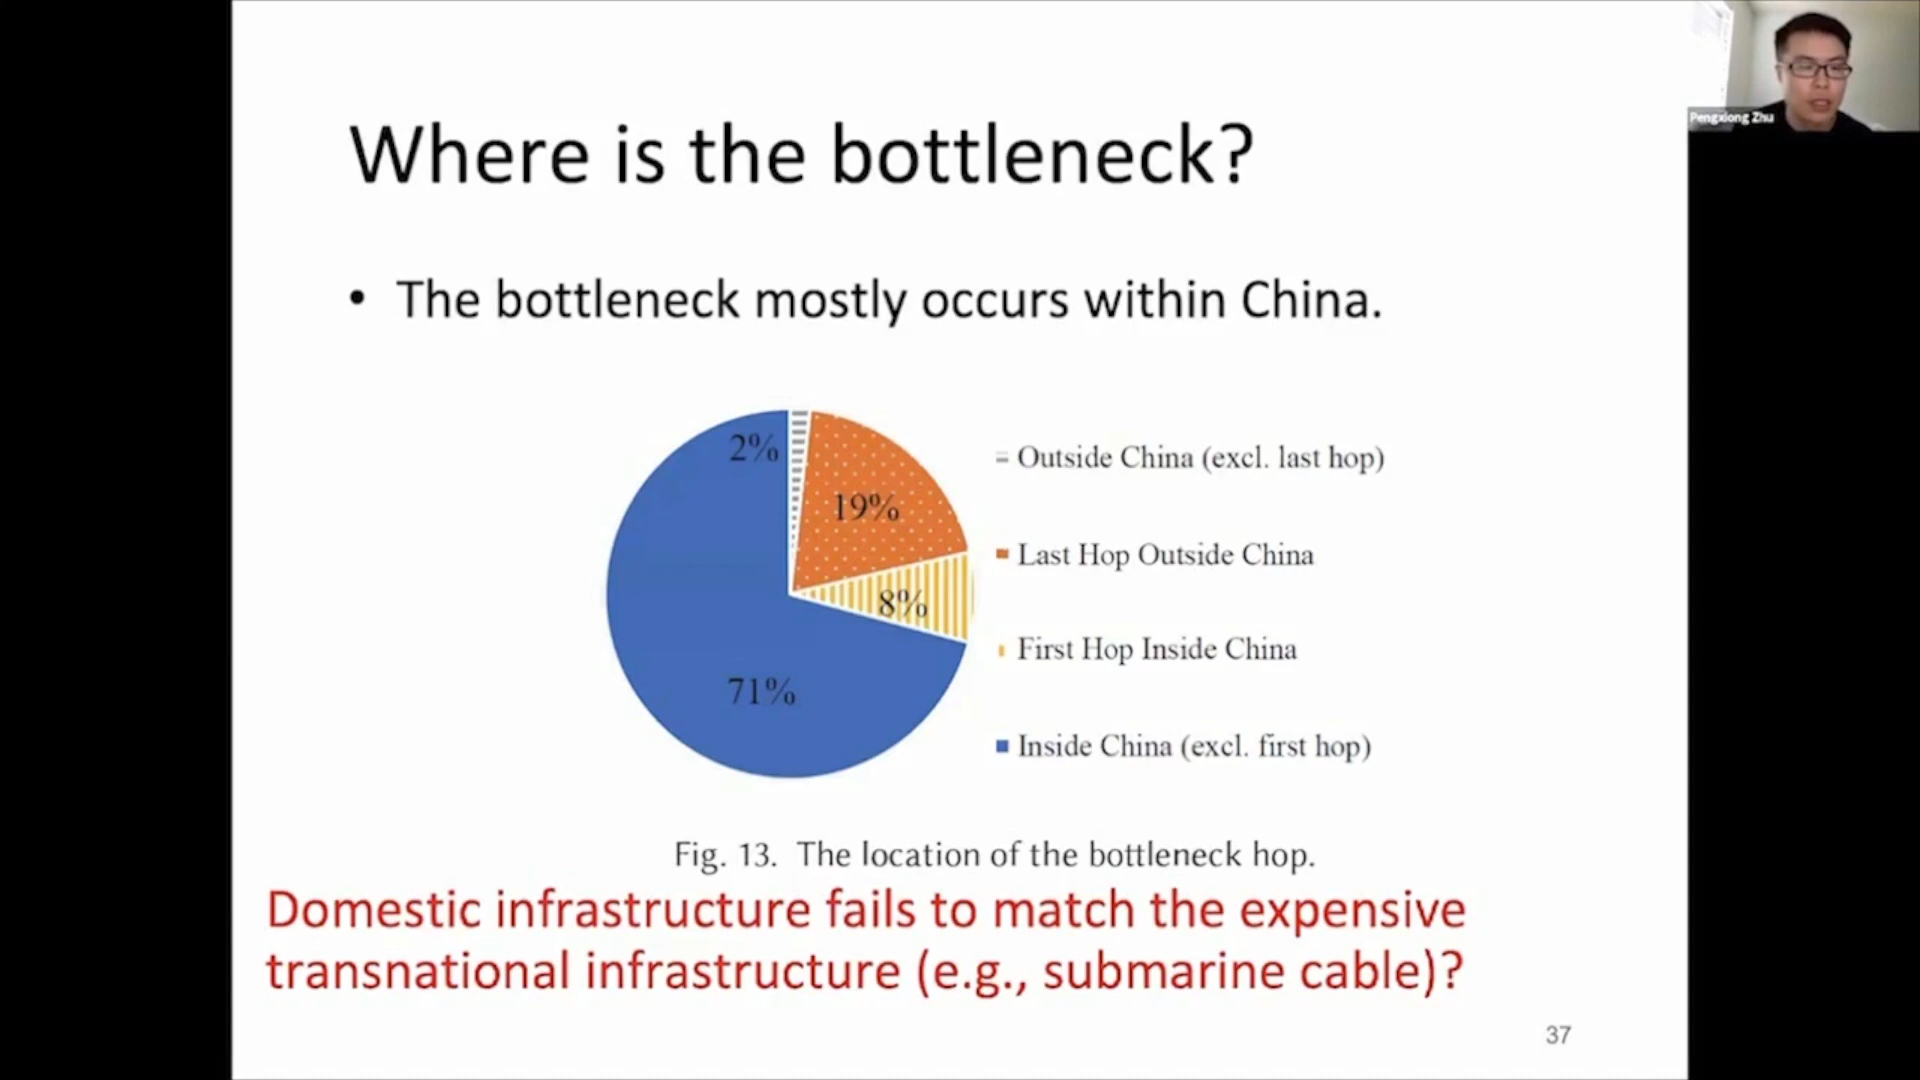 Pengxiong Zhu
Where is the bottleneck?
• The bottleneck mostly occurs within China.
2%
19%
8%
71%
Outside China (excl. last hop)
Last Hop Outside China
First Hop Inside China
Inside China (excl. first hop)
Fig. 13. The location of the bottleneck hop.
Domestic infrastructure fails to match the expensive
transnational infrastructure (e.g., submarine cable)?
37